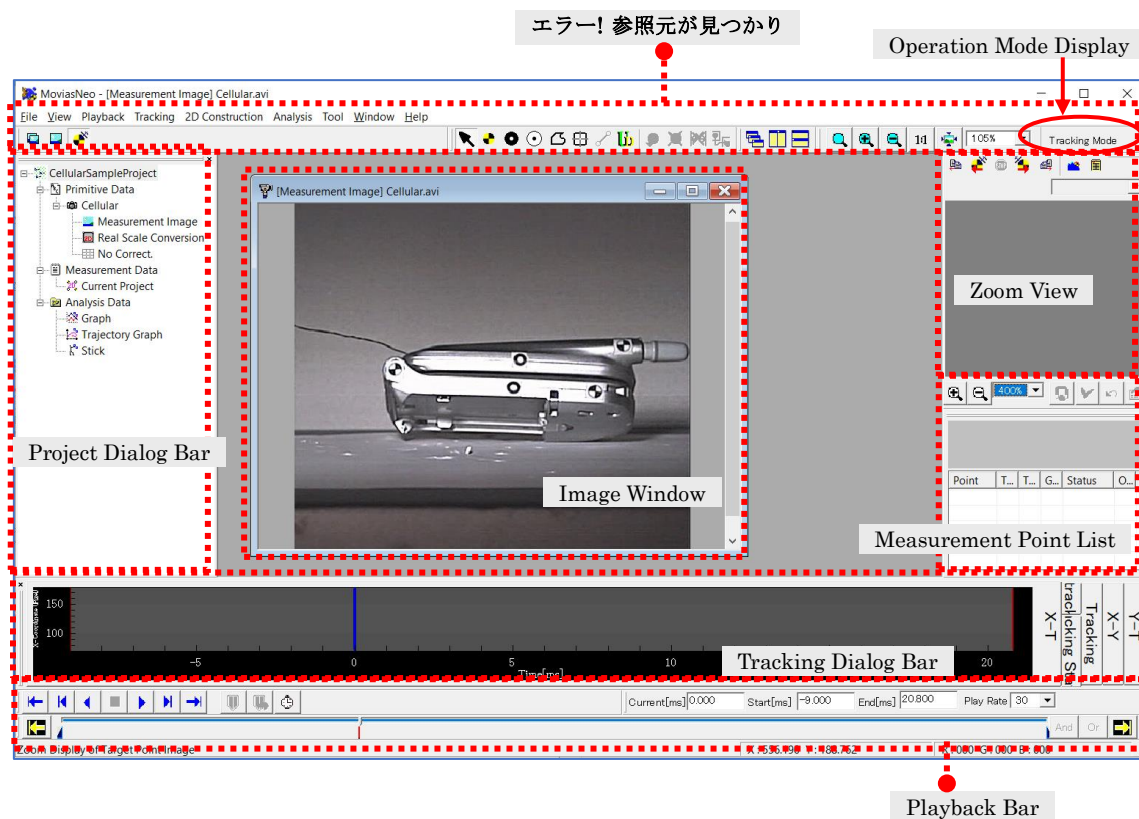 エラー! 参照元が見つかり
Operation Mode Display
MoviasNeo - [Measurement Image] Cellular.avi
File View Playback Tracking 2D Construction Analysis Tool Window Help
1:1
105%
Tracking Mode
CellularSampleProject
Primitive Data
Cellular
Measurement Image
Real Scale Conversion
No Correct.
Measurement Data
Current Project
Analysis Data
Graph
Trajectory Graph
Stick
Project Dialog Bar
[Measurement Image] Cellular.avi
Image Window
Zoom View
400%
Point T... T... G... Status O...
Measurement Point List
150
100
-5 0 5 10 20
Time[ms]
Tracking Dialog Bar
X-T
Tracking
X-Y
Y-T
Current[ms] 0.000 Start[ms] -9.000 End[ms] 20.800 Play Rate 30
And Or
Zoom Display of Target Point Image
Playback Bar